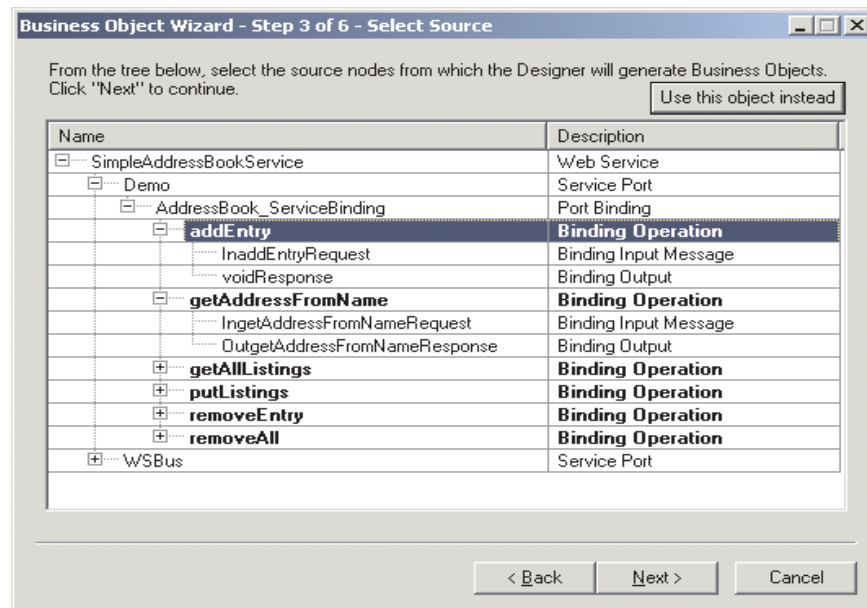 Business Object Wizard - Step 3 of 6 - Select Source
From the tree below, select the source nodes from which the Designer will generate Business Objects.
Click "Next" to continue.
Use this object instead
Name Description
SimpleAddressBookService Web Service
Demo Service Port
AddressBook_ServiceBinding Port Binding
addEntry Binding Operation
InaddEntryRequest Binding Input Message
voidResponse Binding Output
getAddressFromName Binding Operation
IngetAddressFromNameRequest Binding Input Message
OutgetAddressFromNameResponse Binding Output
getAllListings Binding Operation
putListings Binding Operation
removeEntry Binding Operation
removeAll Binding Operation
WSBus Service Port
< Back Next > Cancel